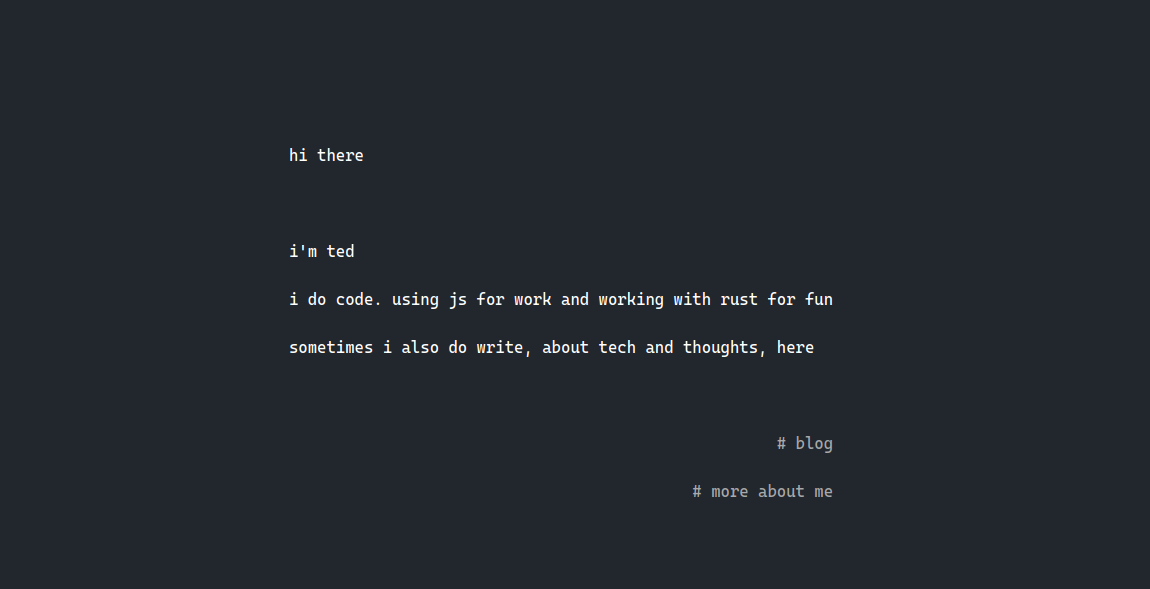 hi there
i'm ted
i do code. using js for work and working with rust for fun
sometimes i also do write, about tech and thoughts, here
# blog
# more about me